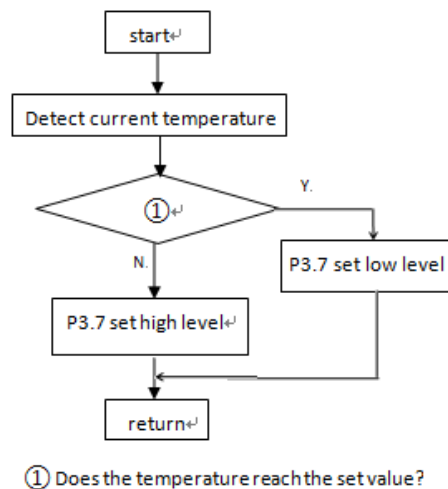 start↵
Detect current temperature
①↵
Y.
N.
P3.7 set low level
P3.7 set high level↵
return↵
① Does the temperature reach the set value?